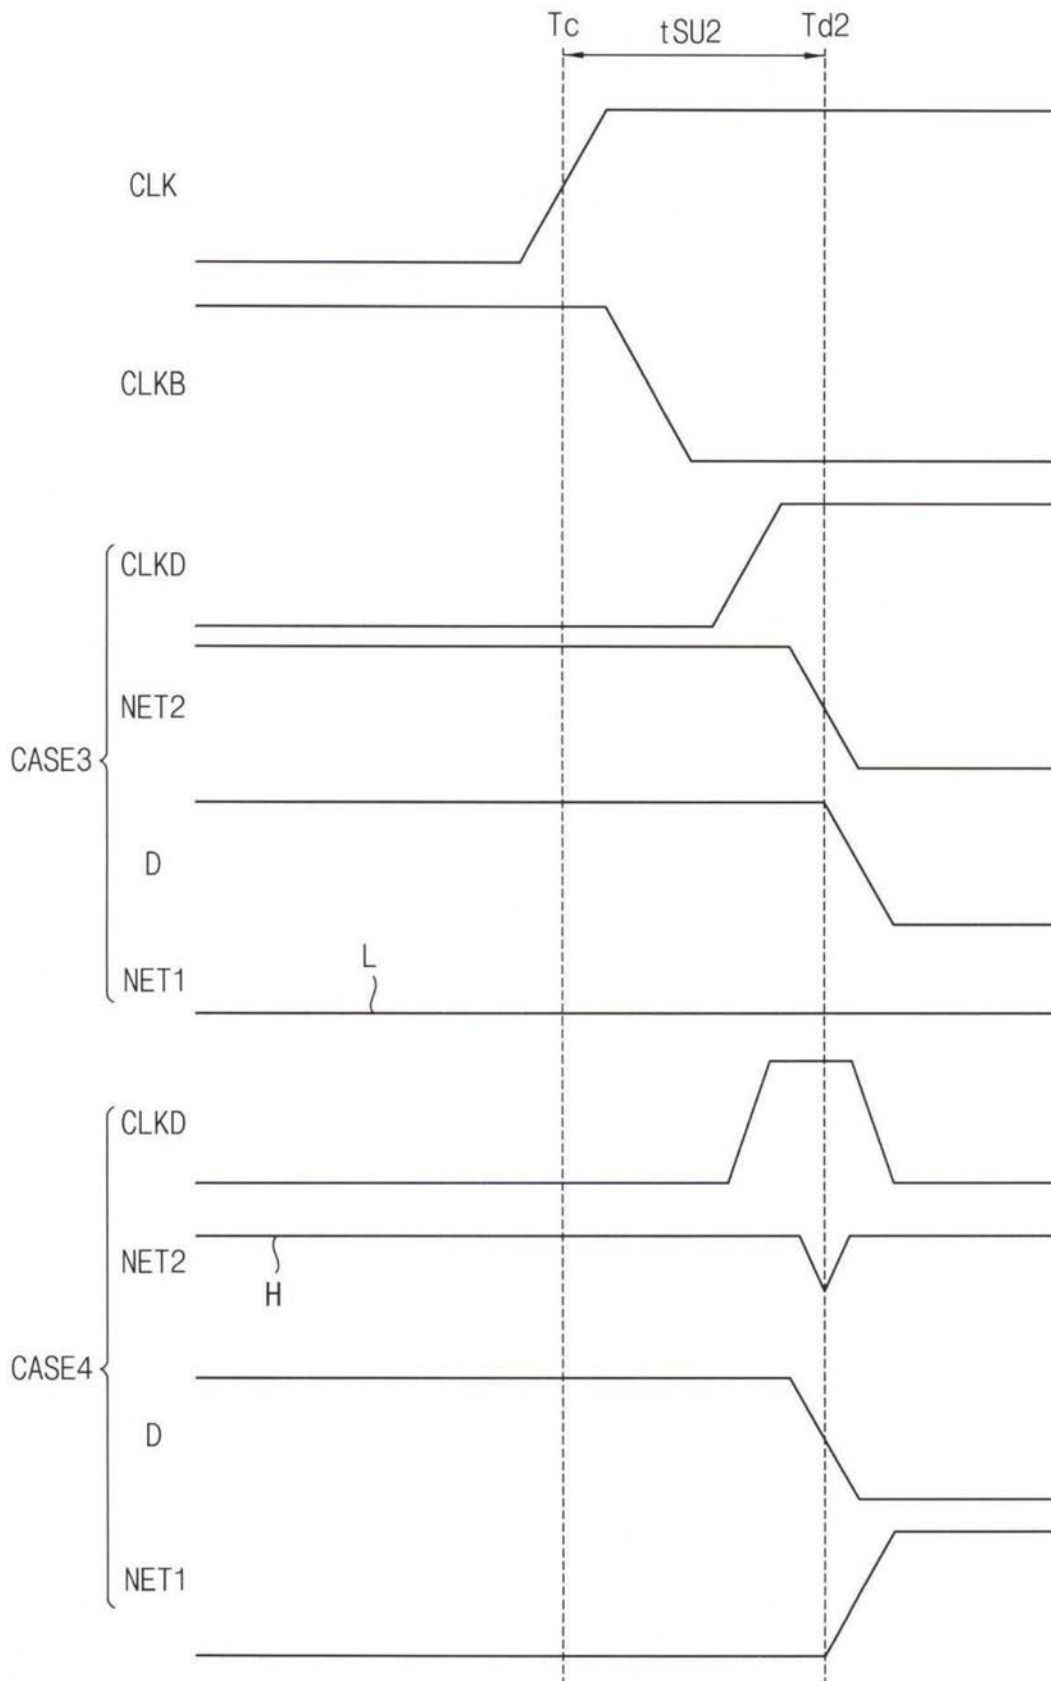 Tc tSU2 Td2
CLK
CLKB
CLKD
NET2
CASE3
D
L
NET1
CLKD
NET2
H
CASE4
D
NET1